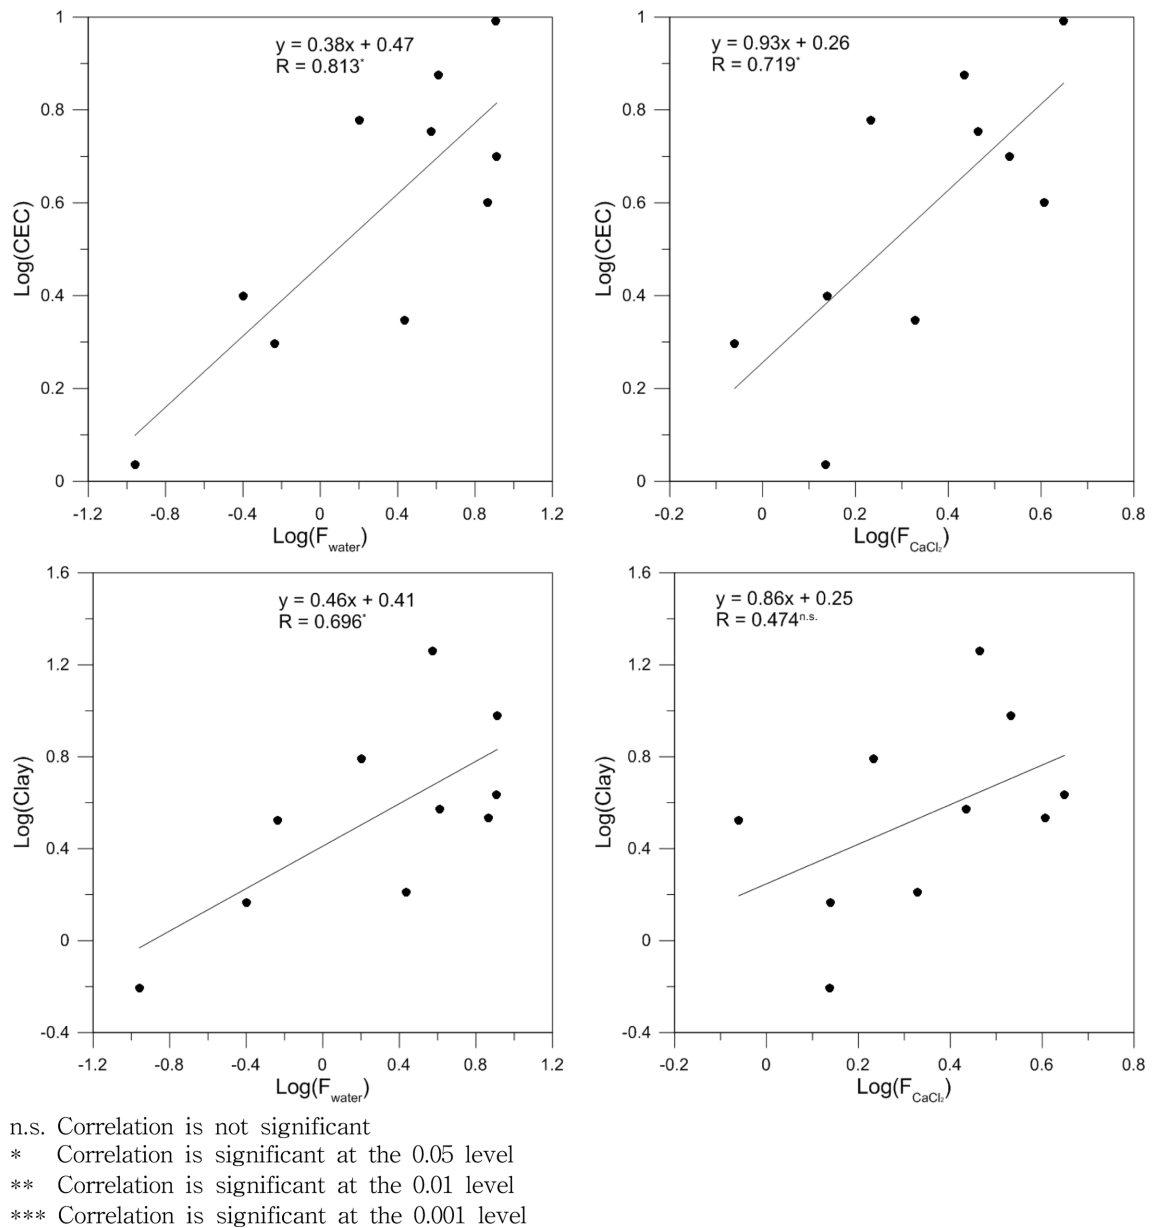 y = 0.38x + 0.47
R = 0.813*
1
0.8
0.6
0.4
0.2
0
Log(CEC)
-1.2 -0.8 -0.4 0 0.4 0.8 1.2
Log(Fwater)
y = 0.93x + 0.26
R = 0.719*
1
0.8
0.6
0.4
0.2
0
Log(CEC)
-0.2 0 0.2 0.4 0.6 0.8
Log(FCaCl₂)
y = 0.46x + 0.41
R = 0.696*
1.6
1.2
0.8
0.4
0
-0.4
Log(Clay)
-1.2 -0.8 -0.4 0 0.4 0.8 1.2
Log(Fwater)
y = 0.86x + 0.25
R = 0.474n.s.
1.6
1.2
0.8
0.4
0
-0.4
Log(Clay)
-0.2 0 0.2 0.4 0.6 0.8
Log(FCaCl₂)
n.s. Correlation is not significant
* Correlation is significant at the 0.05 level
** Correlation is significant at the 0.01 level
*** Correlation is significant at the 0.001 level